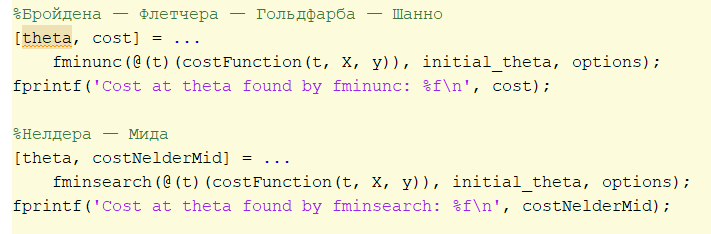 %Бройдена — Флетчера — Гольдфарба — Шанно
[theta, cost] = ...
    fminunc(@(t)(costFunction(t, X, y)), initial_theta, options);
fprintf('Cost at theta found by fminunc: %f\n', cost);

%Нелдера — Мида
[theta, costNelderMid] = ...
    fminsearch(@(t)(costFunction(t, X, y)), initial_theta, options);
fprintf('Cost at theta found by fminsearch: %f\n', costNelderMid);